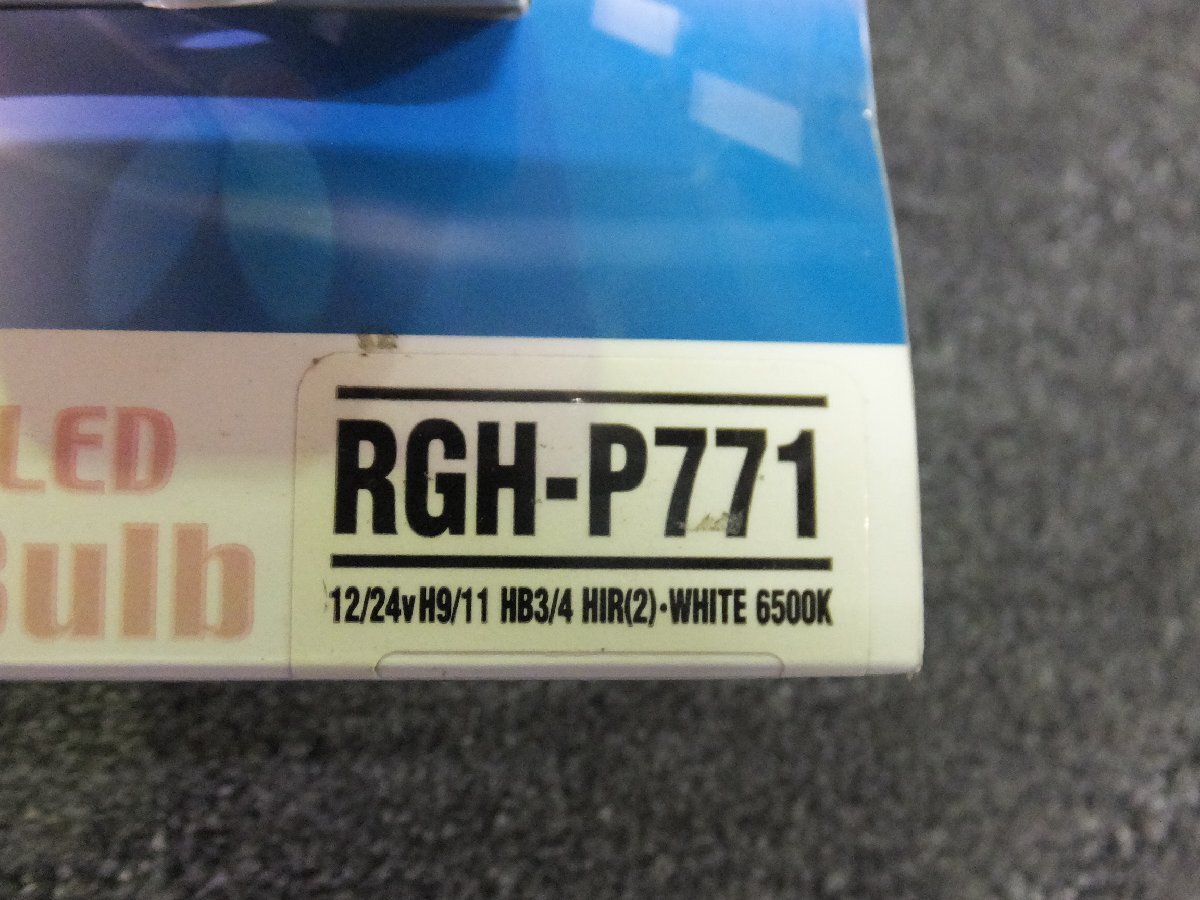 LED
Bulb
RGH-P771
12/24v H9/11 HB3/4 HIR(2)･WHITE 6500K